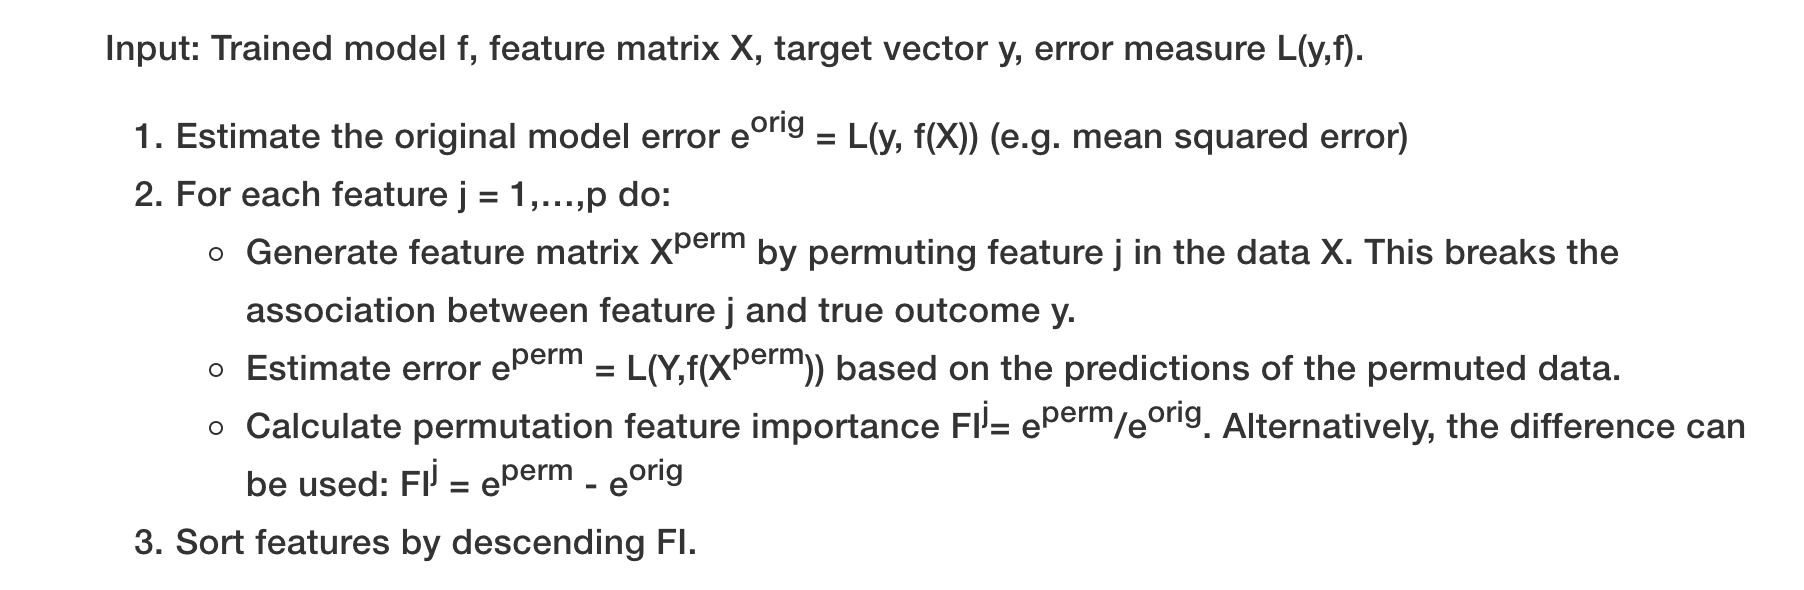 Input: Trained model f, feature matrix X, target vector y, error measure L(y,f).
1. Estimate the original model error e^orig = L(y, f(X)) (e.g. mean squared error)
2. For each feature j = 1,...,p do:
○ Generate feature matrix X^perm by permuting feature j in the data X. This breaks the
association between feature j and true outcome y.
○ Estimate error e^perm = L(Y,f(X^perm)) based on the predictions of the permuted data.
○ Calculate permutation feature importance FI^j= e^perm/e^orig. Alternatively, the difference can
be used: FI^j = e^perm - e^orig
3. Sort features by descending FI.